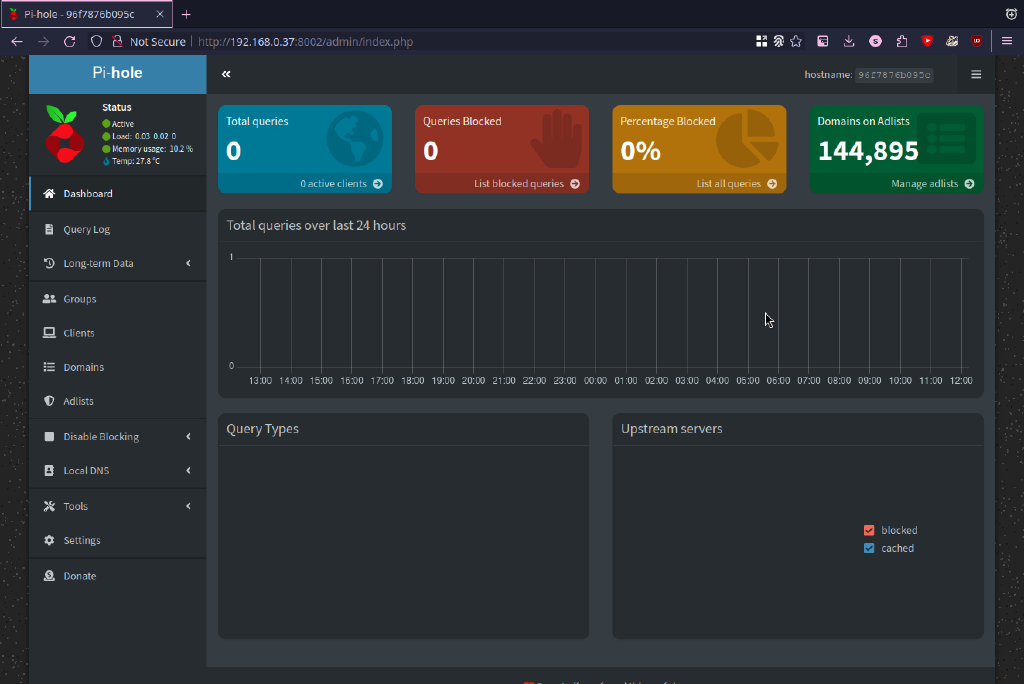 Pi-hole - 96f7876b095c
Not Secure http://192.168.0.37:8002/admin/index.php
Pi-hole
hostname: 96f7876b095c
Status
Active
Load: 0.03 0.02 0
Memory usage: 10.2 %
Temp: 27.8 °C
Total queries
0
0 active clients
Queries Blocked
0
List blocked queries
Percentage Blocked
0%
List all queries
Domains on Adlists
144,895
Manage adlists
Dashboard
Query Log
Long-term Data
Groups
Clients
Domains
Adlists
Disable Blocking
Local DNS
Tools
Settings
Donate
Total queries over last 24 hours
1
0
13:00 14:00 15:00 16:00 17:00 18:00 19:00 20:00 21:00 22:00 23:00 00:00 01:00 02:00 03:00 04:00 05:00 06:00 07:00 08:00 09:00 10:00 11:00 12:00
Query Types
Upstream servers
blocked
cached